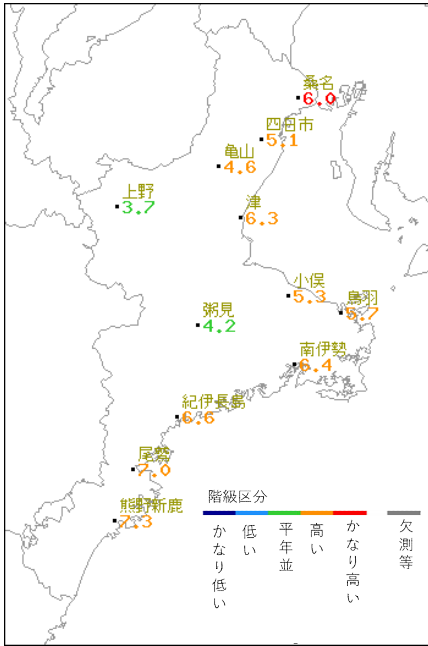 桑名
6.0
四日市
5.1
亀山
4.6
上野
3.7
津
6.3
小俣
5.3
鳥羽
5.7
粥見
4.2
南伊勢
6.4
紀伊長島
6.6
尾鷲
7.0
熊野新鹿
7.3
階級区分
かなり低い
低い
平年並
高い
かなり高い
欠測等